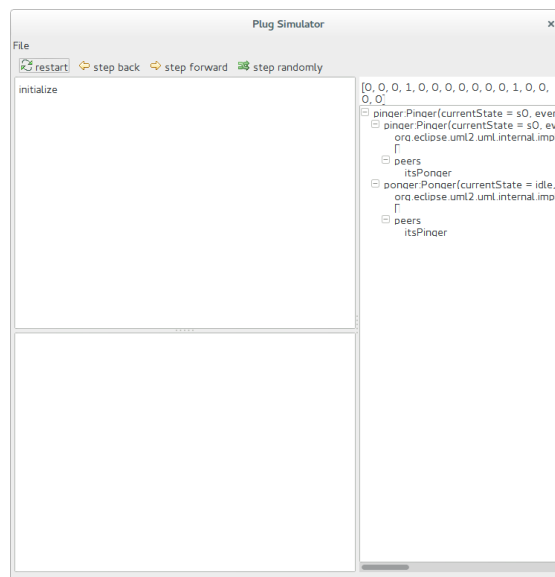 Plug Simulator
File
restart step back step forward step randomly
initialize
[0, 0, 0, 1, 0, 0, 0, 0, 0, 0, 0, 1, 0, 0,
0, 0]
pinger:Pinger(currentState = s0, ever
pinger:Pinger(currentState = s0, ev
org.eclipse.uml2.uml.internal.imp
[
peers
itsPonger
ponger:Ponger(currentState = idle,
org.eclipse.uml2.uml.internal.imp
[
peers
itsPinger